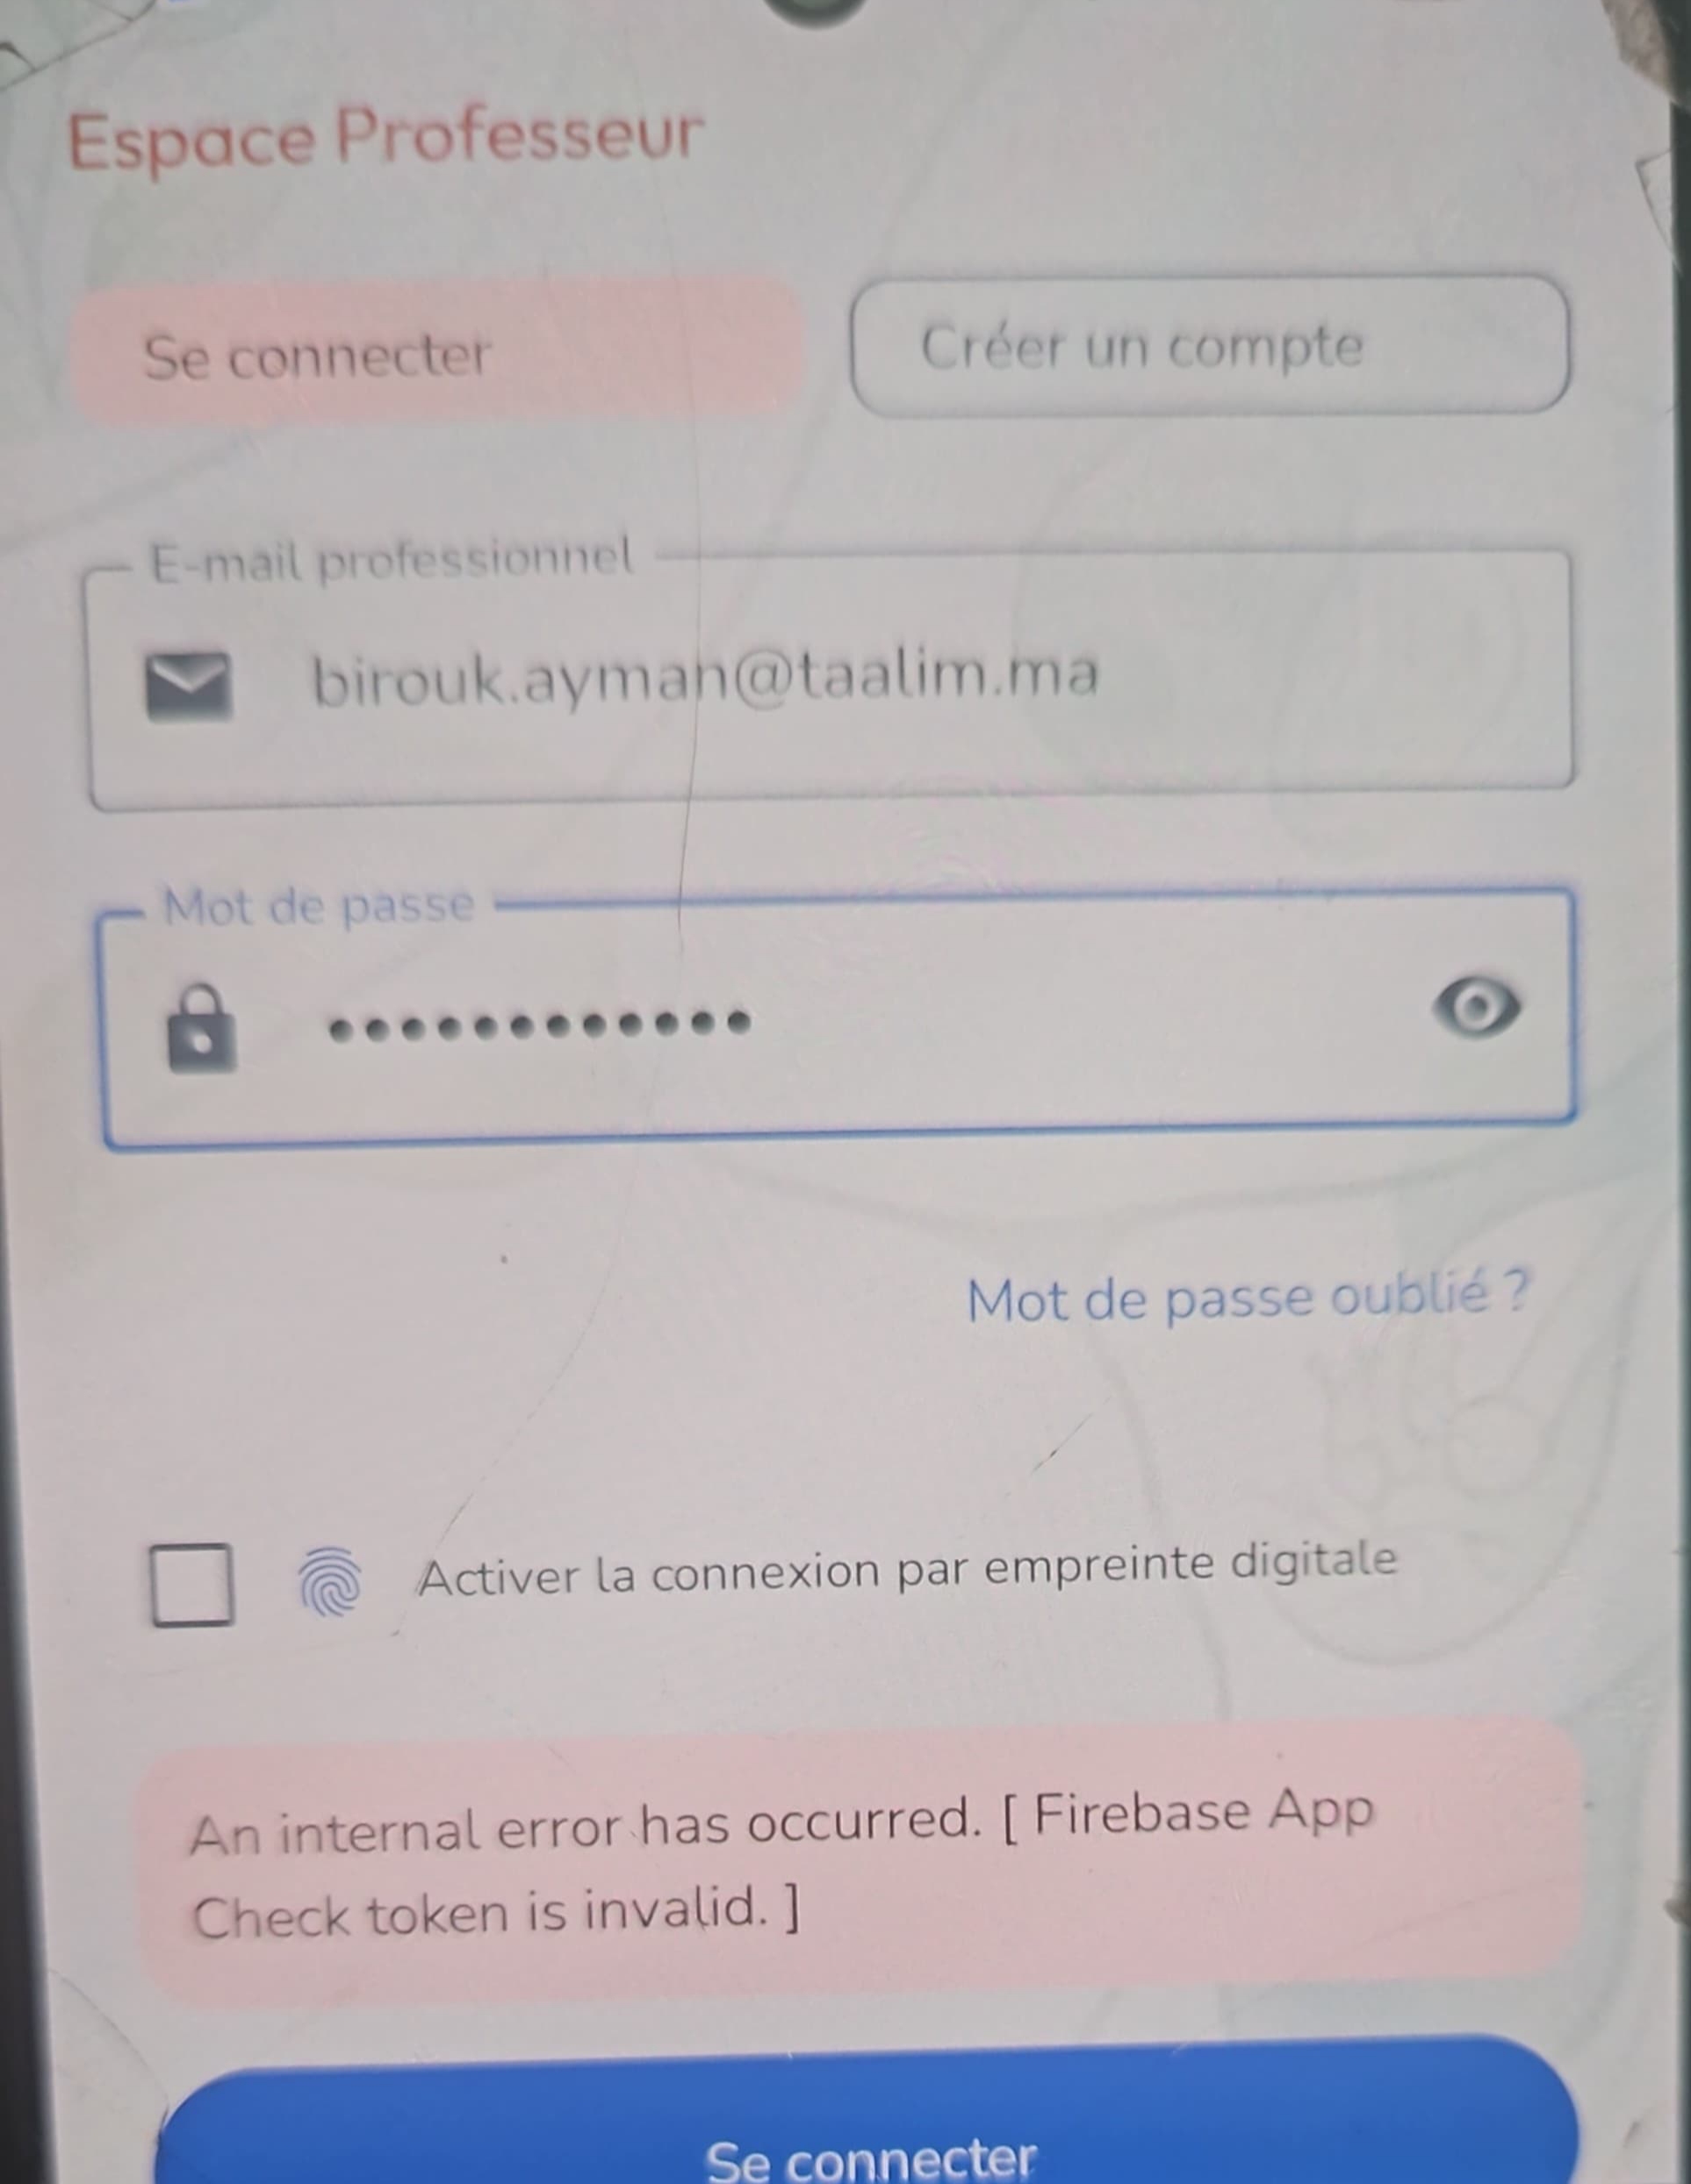 Espace Professeur
Se connecter
Créer un compte
E-mail professionnel
birouk.ayman@taalim.ma
Mot de passe
•••••••••••• 
Mot de passe oublié ?
Activer la connexion par empreinte digitale
An internal error has occurred. [ Firebase App
Check token is invalid. ]
Se connecter